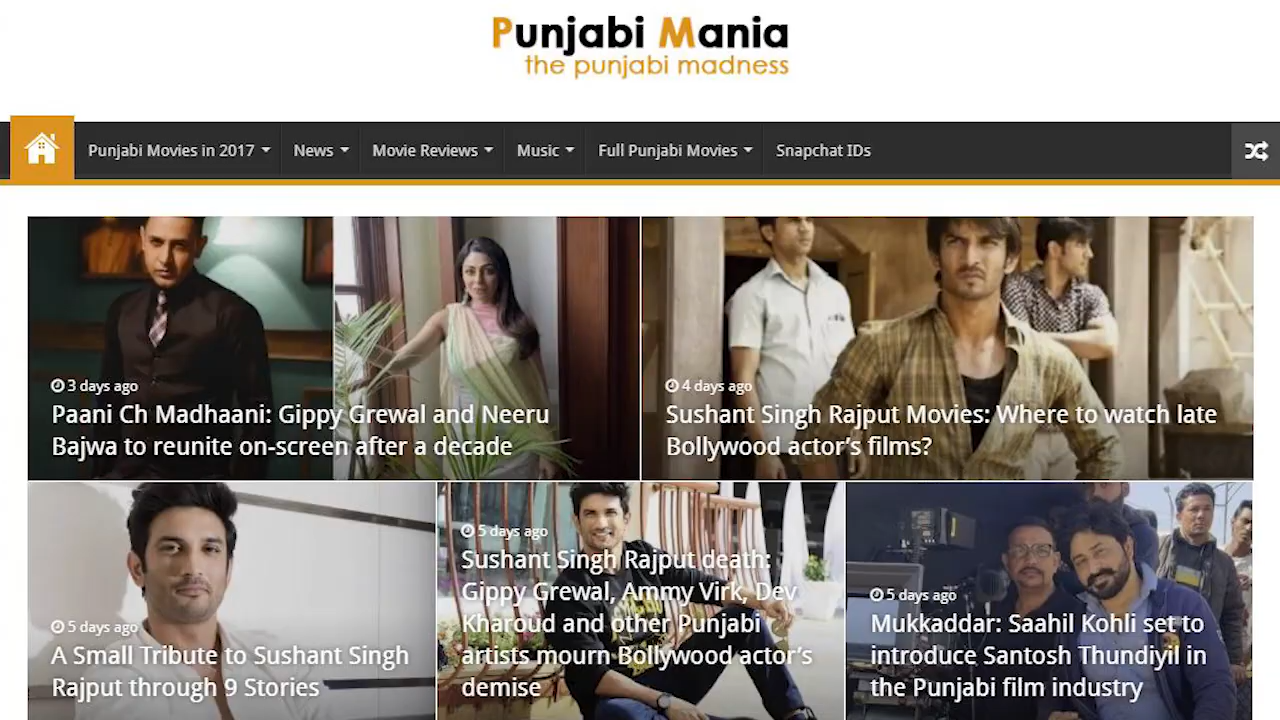 Punjabi Mania
the punjabi madness
Punjabi Movies in 2017
News
Movie Reviews
Music
Full Punjabi Movies
Snapchat IDs
3 days ago
Paani Ch Madhaani: Gippy Grewal and Neeru
Bajwa to reunite on-screen after a decade
4 days ago
Sushant Singh Rajput Movies: Where to watch late
Bollywood actor’s films?
5 days ago
A Small Tribute to Sushant Singh
Rajput through 9 Stories
5 days ago
Sushant Singh Rajput death:
Gippy Grewal, Ammy Virk, Dev
Kharoud and other Punjabi
artists mourn Bollywood actor’s
demise
5 days ago
Mukkaddar: Saahil Kohli set to
introduce Santosh Thundiyil in
the Punjabi film industry